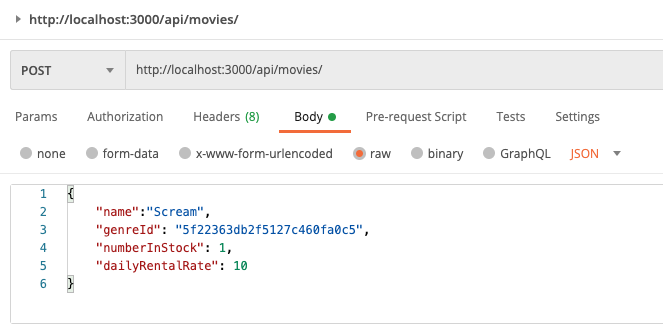 http://localhost:3000/api/movies/
POST http://localhost:3000/api/movies/
Params Authorization Headers (8) Body Pre-request Script Tests Settings
none form-data x-www-form-urlencoded raw binary GraphQL JSON
1 {
2 "name":"Scream",
3 "genreId": "5f22363db2f5127c460fa0c5",
4 "numberInStock": 1,
5 "dailyRentalRate": 10
6 }